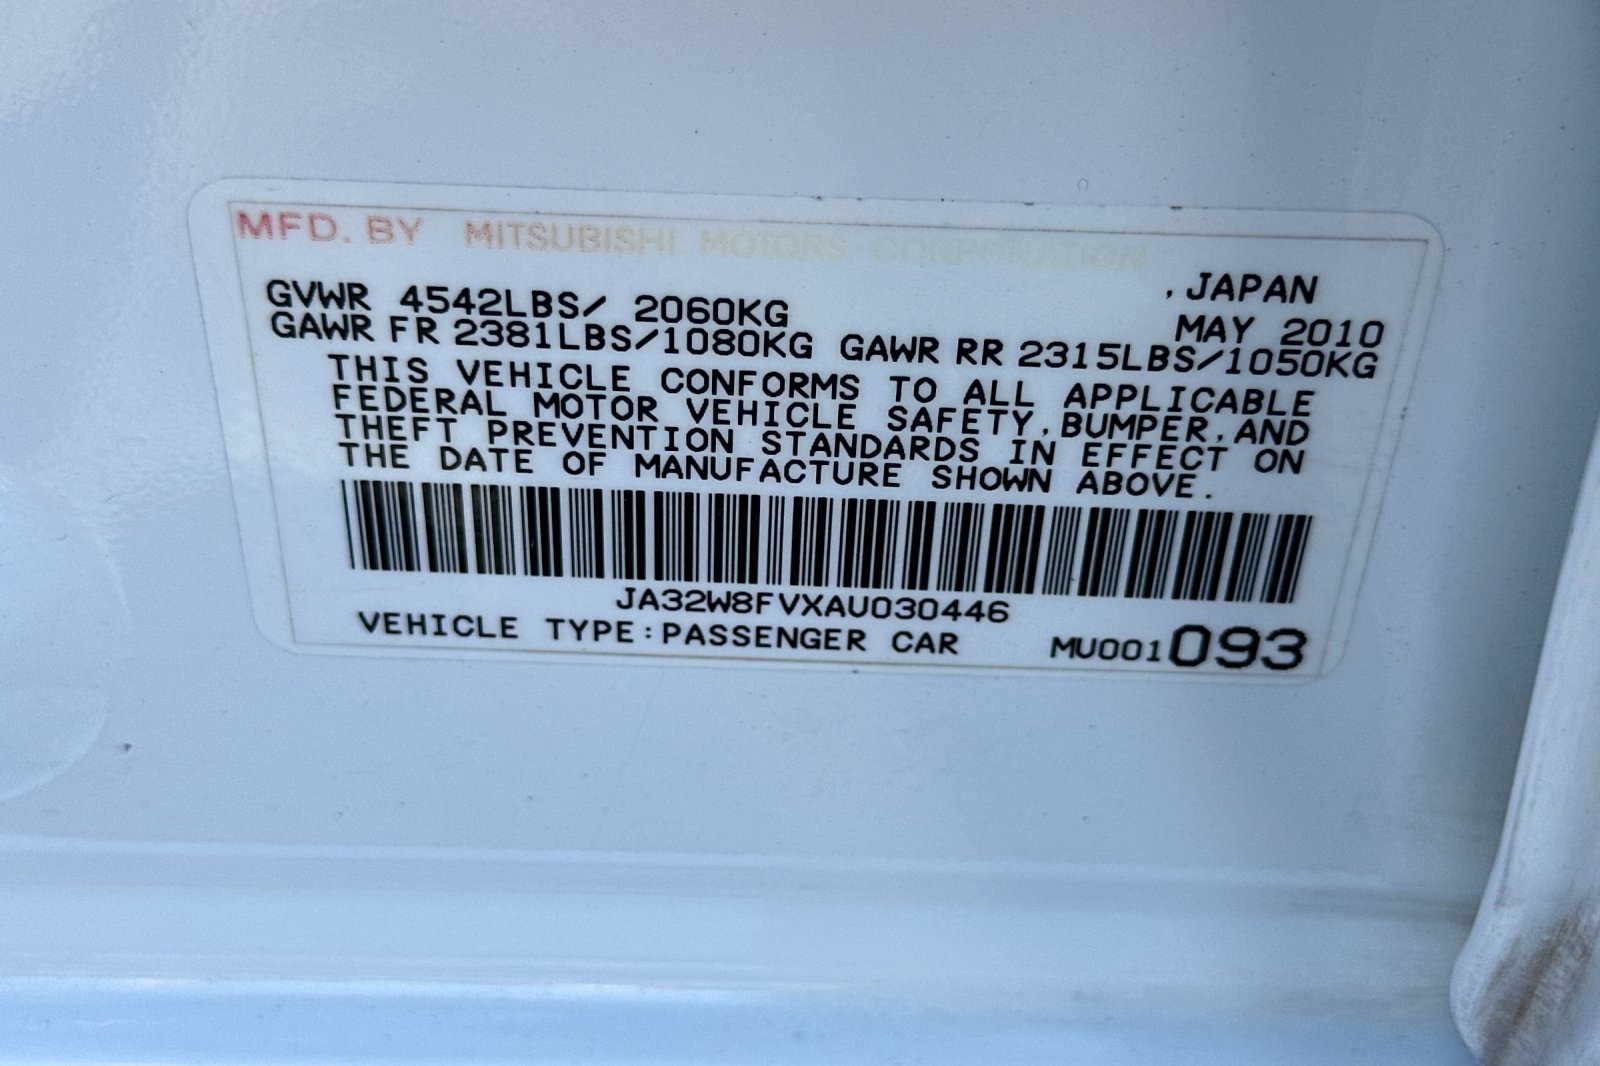 MFD. BY MITSUBISHI MOTORS CORPORATION
, JAPAN
GVWR 4542LBS/ 2060KG MAY 2010
GAWR FR 2381LBS/1080KG GAWR RR 2315LBS/1050KG
THIS VEHICLE CONFORMS TO ALL APPLICABLE
FEDERAL MOTOR VEHICLE SAFETY, BUMPER, AND
THEFT PREVENTION STANDARDS IN EFFECT ON
THE DATE OF MANUFACTURE SHOWN ABOVE.
JA32W8FVXAU030446
VEHICLE TYPE:PASSENGER CAR MU001093